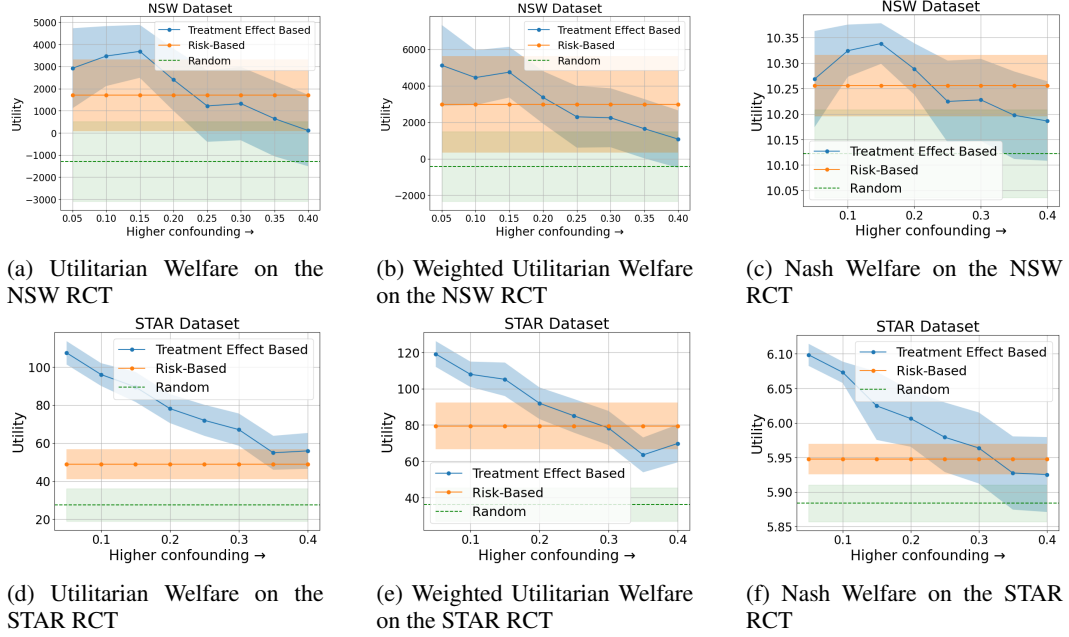 NSW Dataset
5000
4000
3000
2000
1000
0
−1000
−2000
−3000
Utility
Treatment Effect Based
Risk-Based
Random
0.05 0.10 0.15 0.20 0.25 0.30 0.35 0.40
Higher confounding →
(a) Utilitarian Welfare on the
NSW RCT
NSW Dataset
6000
4000
2000
0
−2000
Utility
Treatment Effect Based
Risk-Based
Random
0.05 0.10 0.15 0.20 0.25 0.30 0.35 0.40
Higher confounding →
(b) Weighted Utilitarian Welfare
on the NSW RCT
NSW Dataset
10.35
10.30
10.25
10.20
10.15
10.10
10.05
Utility
Treatment Effect Based
Risk-Based
Random
0.1 0.2 0.3 0.4
Higher confounding →
(c) Nash Welfare on the NSW
RCT
STAR Dataset
100
80
60
40
20
Utility
Treatment Effect Based
Risk-Based
Random
0.1 0.2 0.3 0.4
Higher confounding →
(d) Utilitarian Welfare on the
STAR RCT
STAR Dataset
120
100
80
60
40
Utility
Treatment Effect Based
Risk-Based
Random
0.1 0.2 0.3 0.4
Higher confounding →
(e) Weighted Utilitarian Welfare
on the STAR RCT
STAR Dataset
6.10
6.05
6.00
5.95
5.90
5.85
Utility
Treatment Effect Based
Risk-Based
Random
0.1 0.2 0.3 0.4
Higher confounding →
(f) Nash Welfare on the STAR
RCT